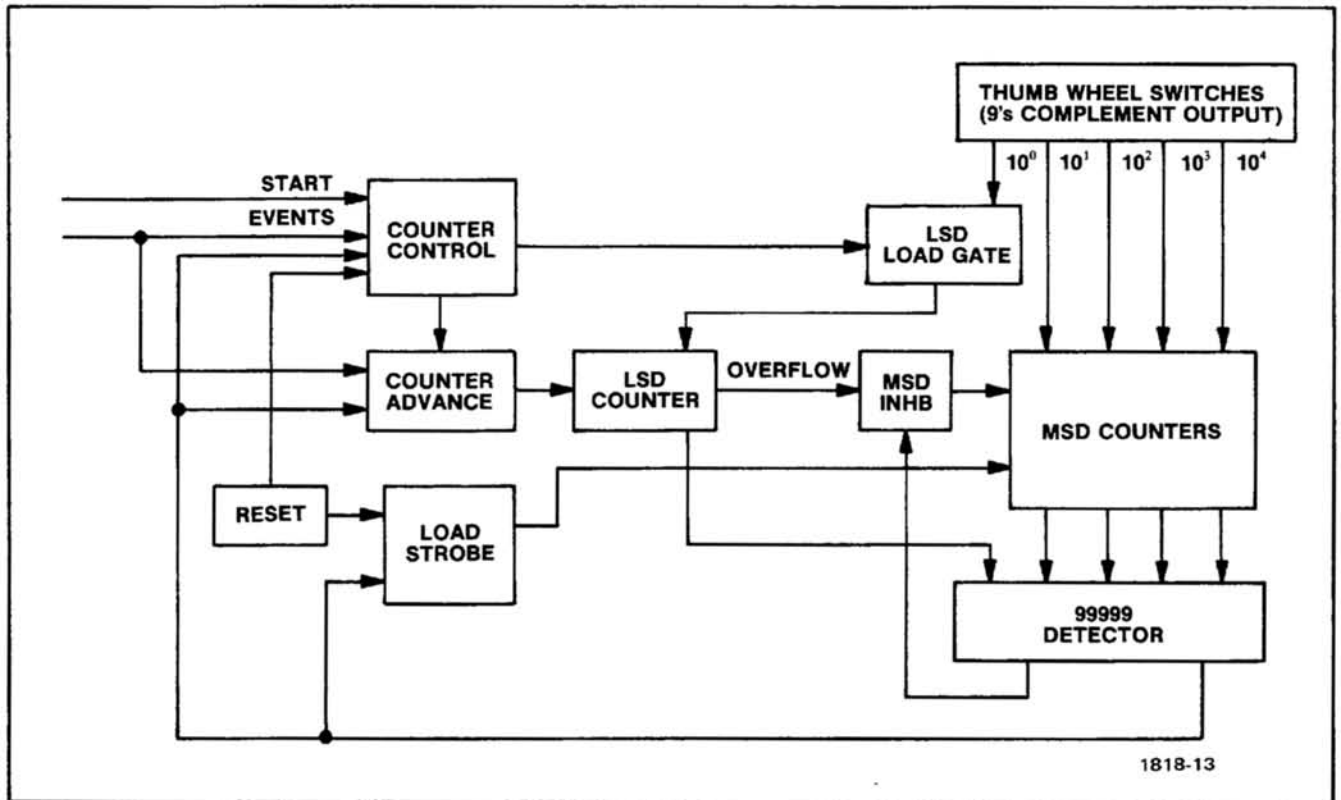 THUMB WHEEL SWITCHES
(9's COMPLEMENT OUTPUT)
10⁰ 10¹ 10² 10³ 10⁴
START
EVENTS
COUNTER
CONTROL
LSD
LOAD GATE
COUNTER
ADVANCE
LSD
COUNTER
OVERFLOW
MSD
INHB
MSD COUNTERS
RESET
LOAD
STROBE
99999
DETECTOR
1818-13